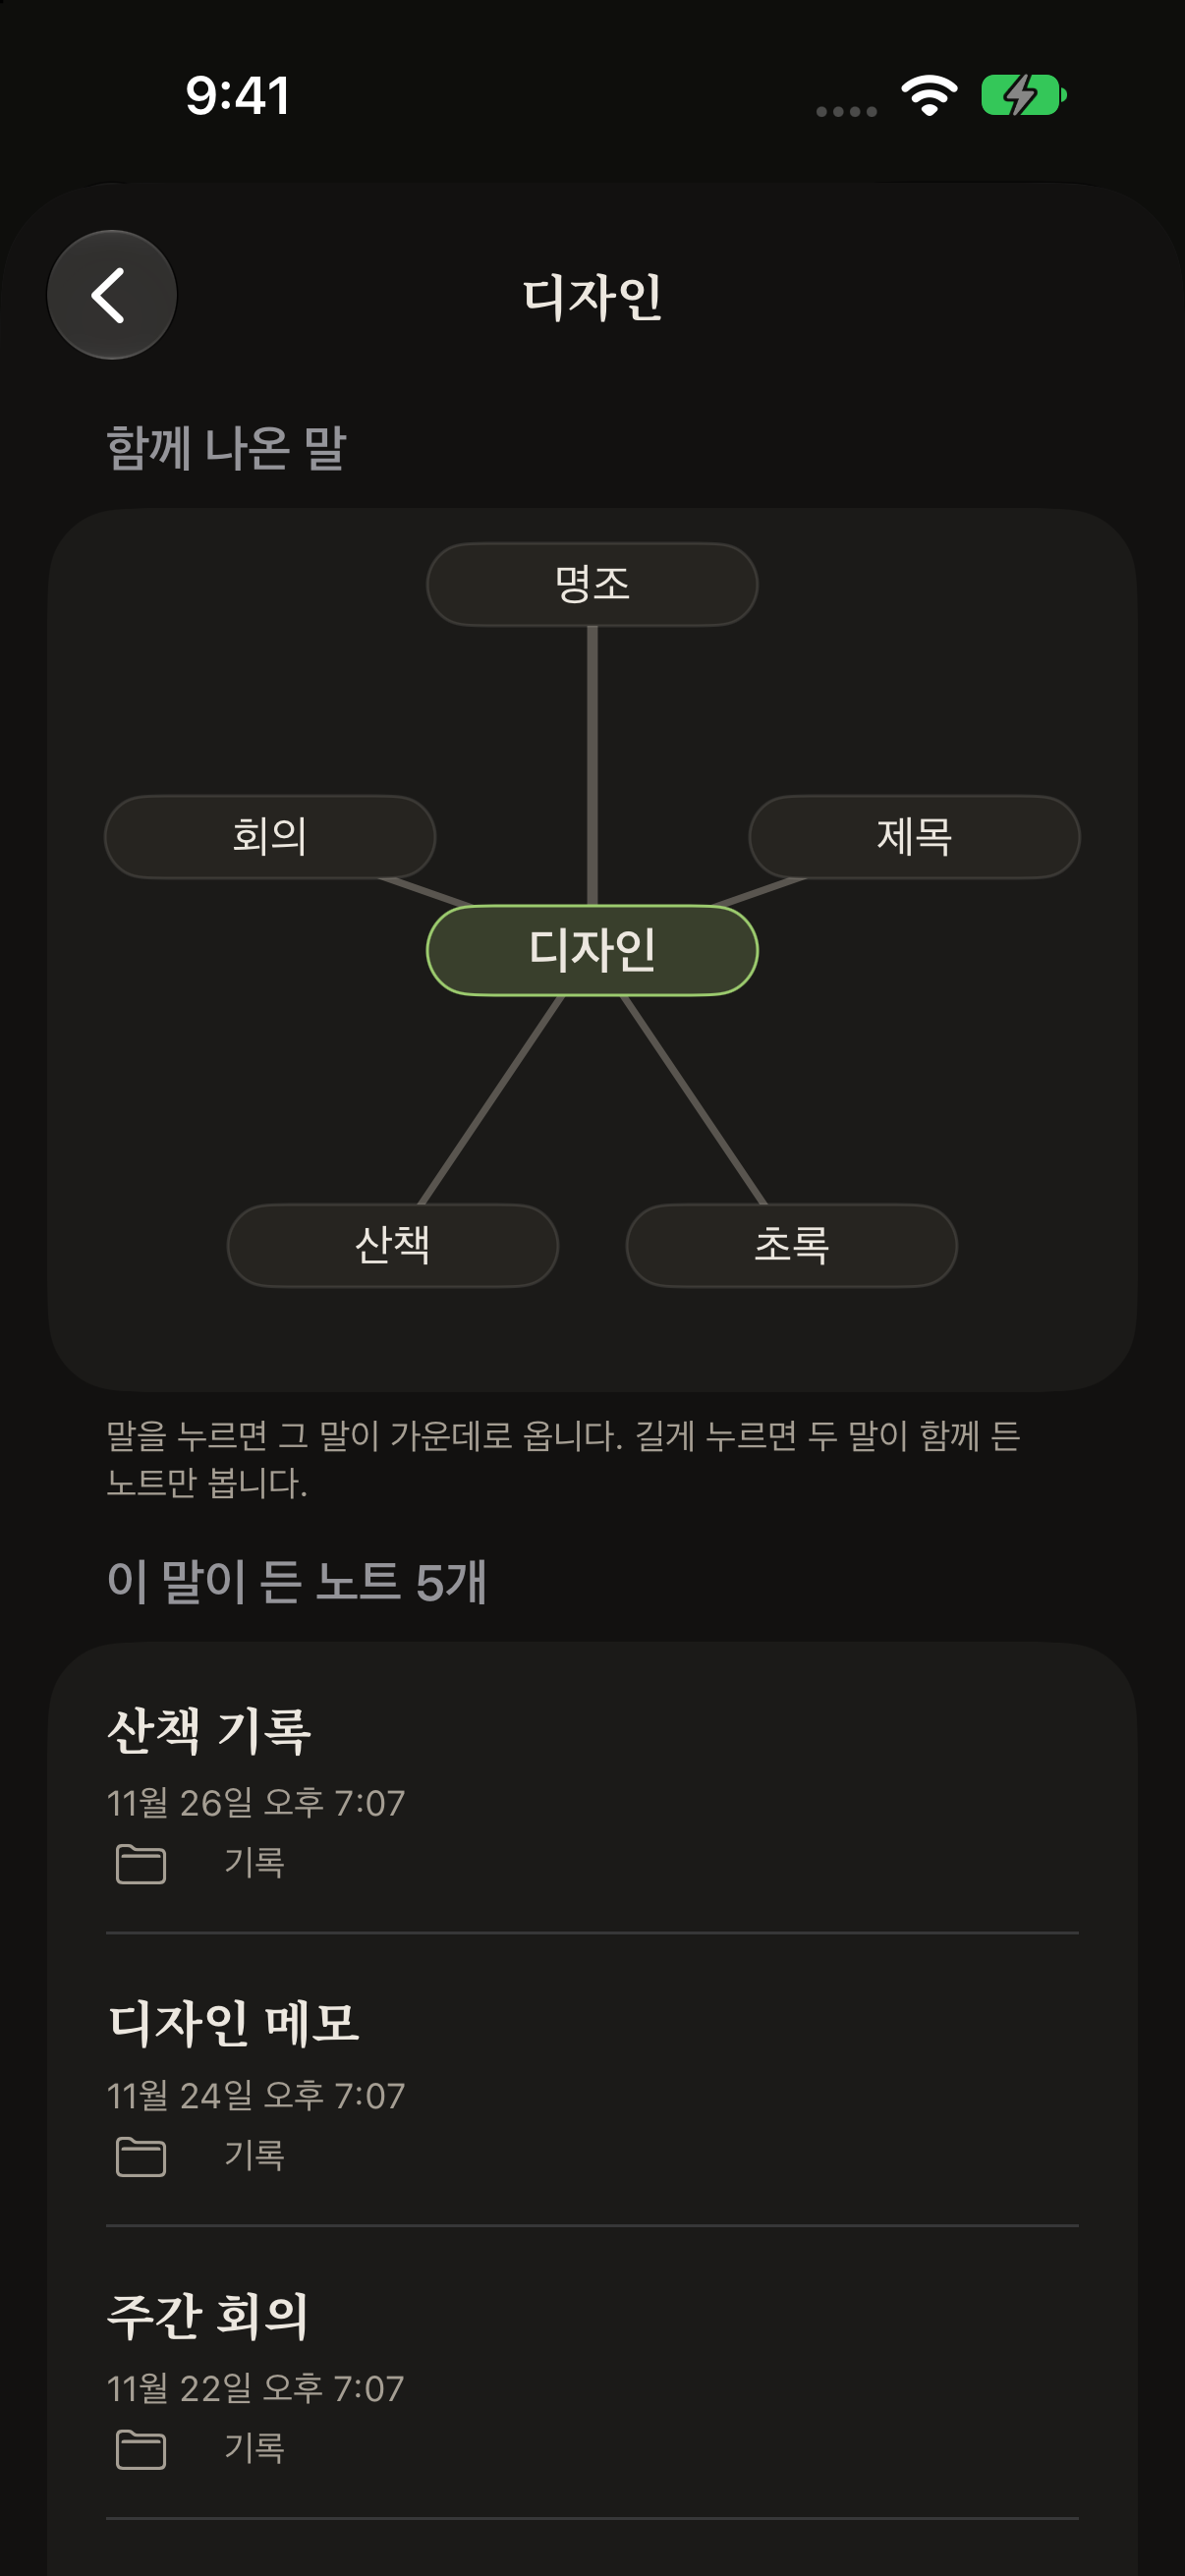 9:41
디자인
함께 나온 말
명조
회의
제목
디자인
산책
초록
말을 누르면 그 말이 가운데로 옵니다. 길게 누르면 두 말이 함께 든
노트만 봅니다.
이 말이 든 노트 5개
산책 기록
11월 26일 오후 7:07
기록
디자인 메모
11월 24일 오후 7:07
기록
주간 회의
11월 22일 오후 7:07
기록